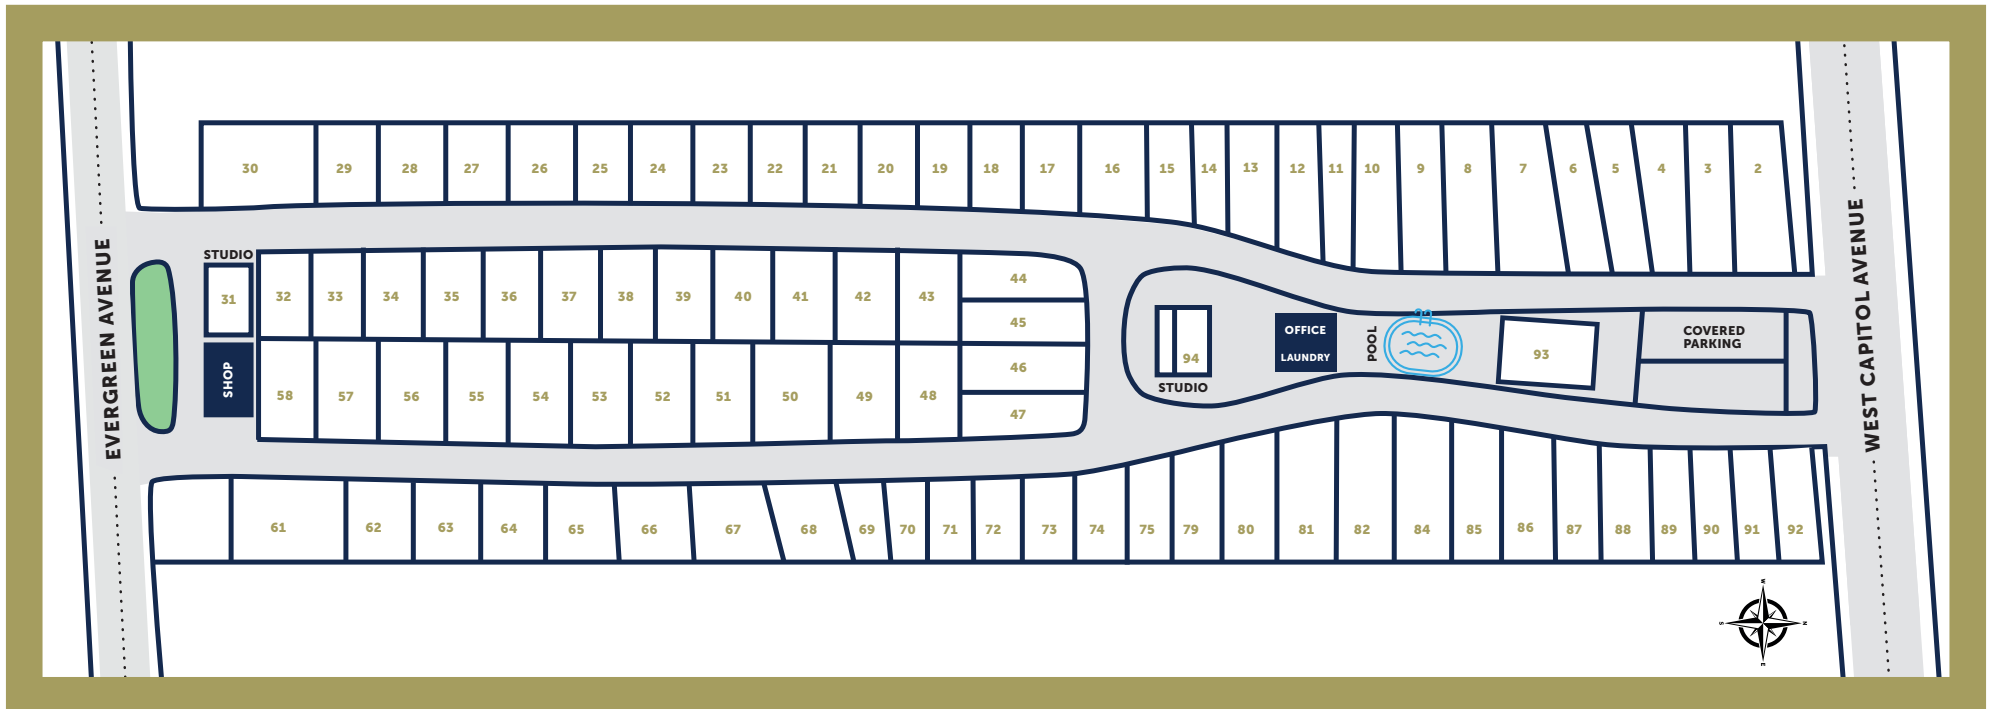 30 29 28 27 26 25 24 23 22 21 20 19 18 17 16 15 14 13 12 11 10 9 8 7 6 5 4 3 2
EVERGREEN AVENUE
STUDIO
31
SHOP
32 33 34 35 36 37 38 39 40 41 42 43
44
45
46
47
58 57 56 55 54 53 52 51 50 49 48
94
STUDIO
OFFICE
LAUNDRY
POOL
93
COVERED
PARKING
WEST CAPITOL AVENUE
61 62 63 64 65 66 67 68 69 70 71 72 73 74 75 79 80 81 82 84 85 86 87 88 89 90 91 92
W
S N
E